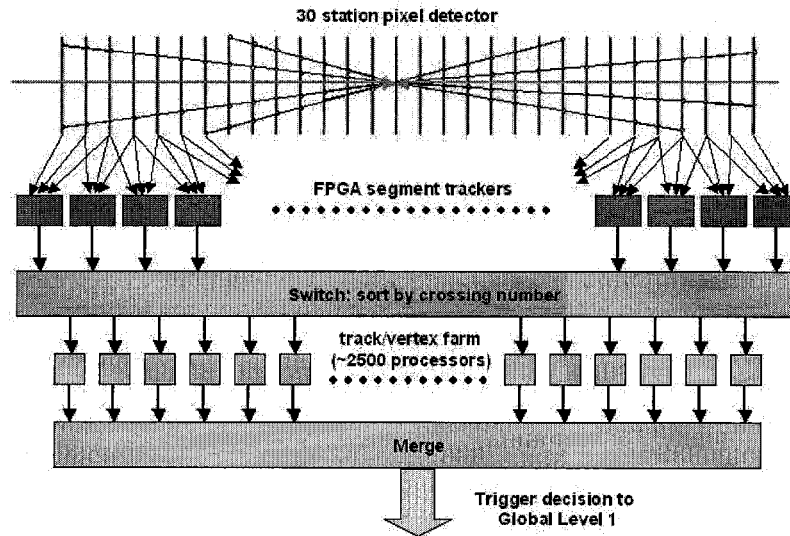 30 station pixel detector
FPGA segment trackers
Switch: sort by crossing number
track/vertex farm
(~2500 processors)
Merge
Trigger decision to
Global Level 1